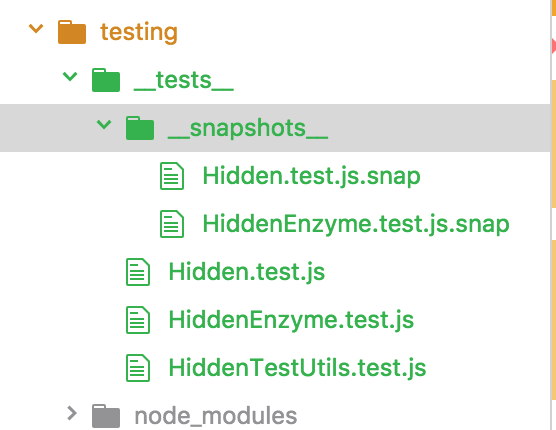 testing
__tests__
__snapshots__
Hidden.test.js.snap
HiddenEnzyme.test.js.snap
Hidden.test.js
HiddenEnzyme.test.js
HiddenTestUtils.test.js
node_modules